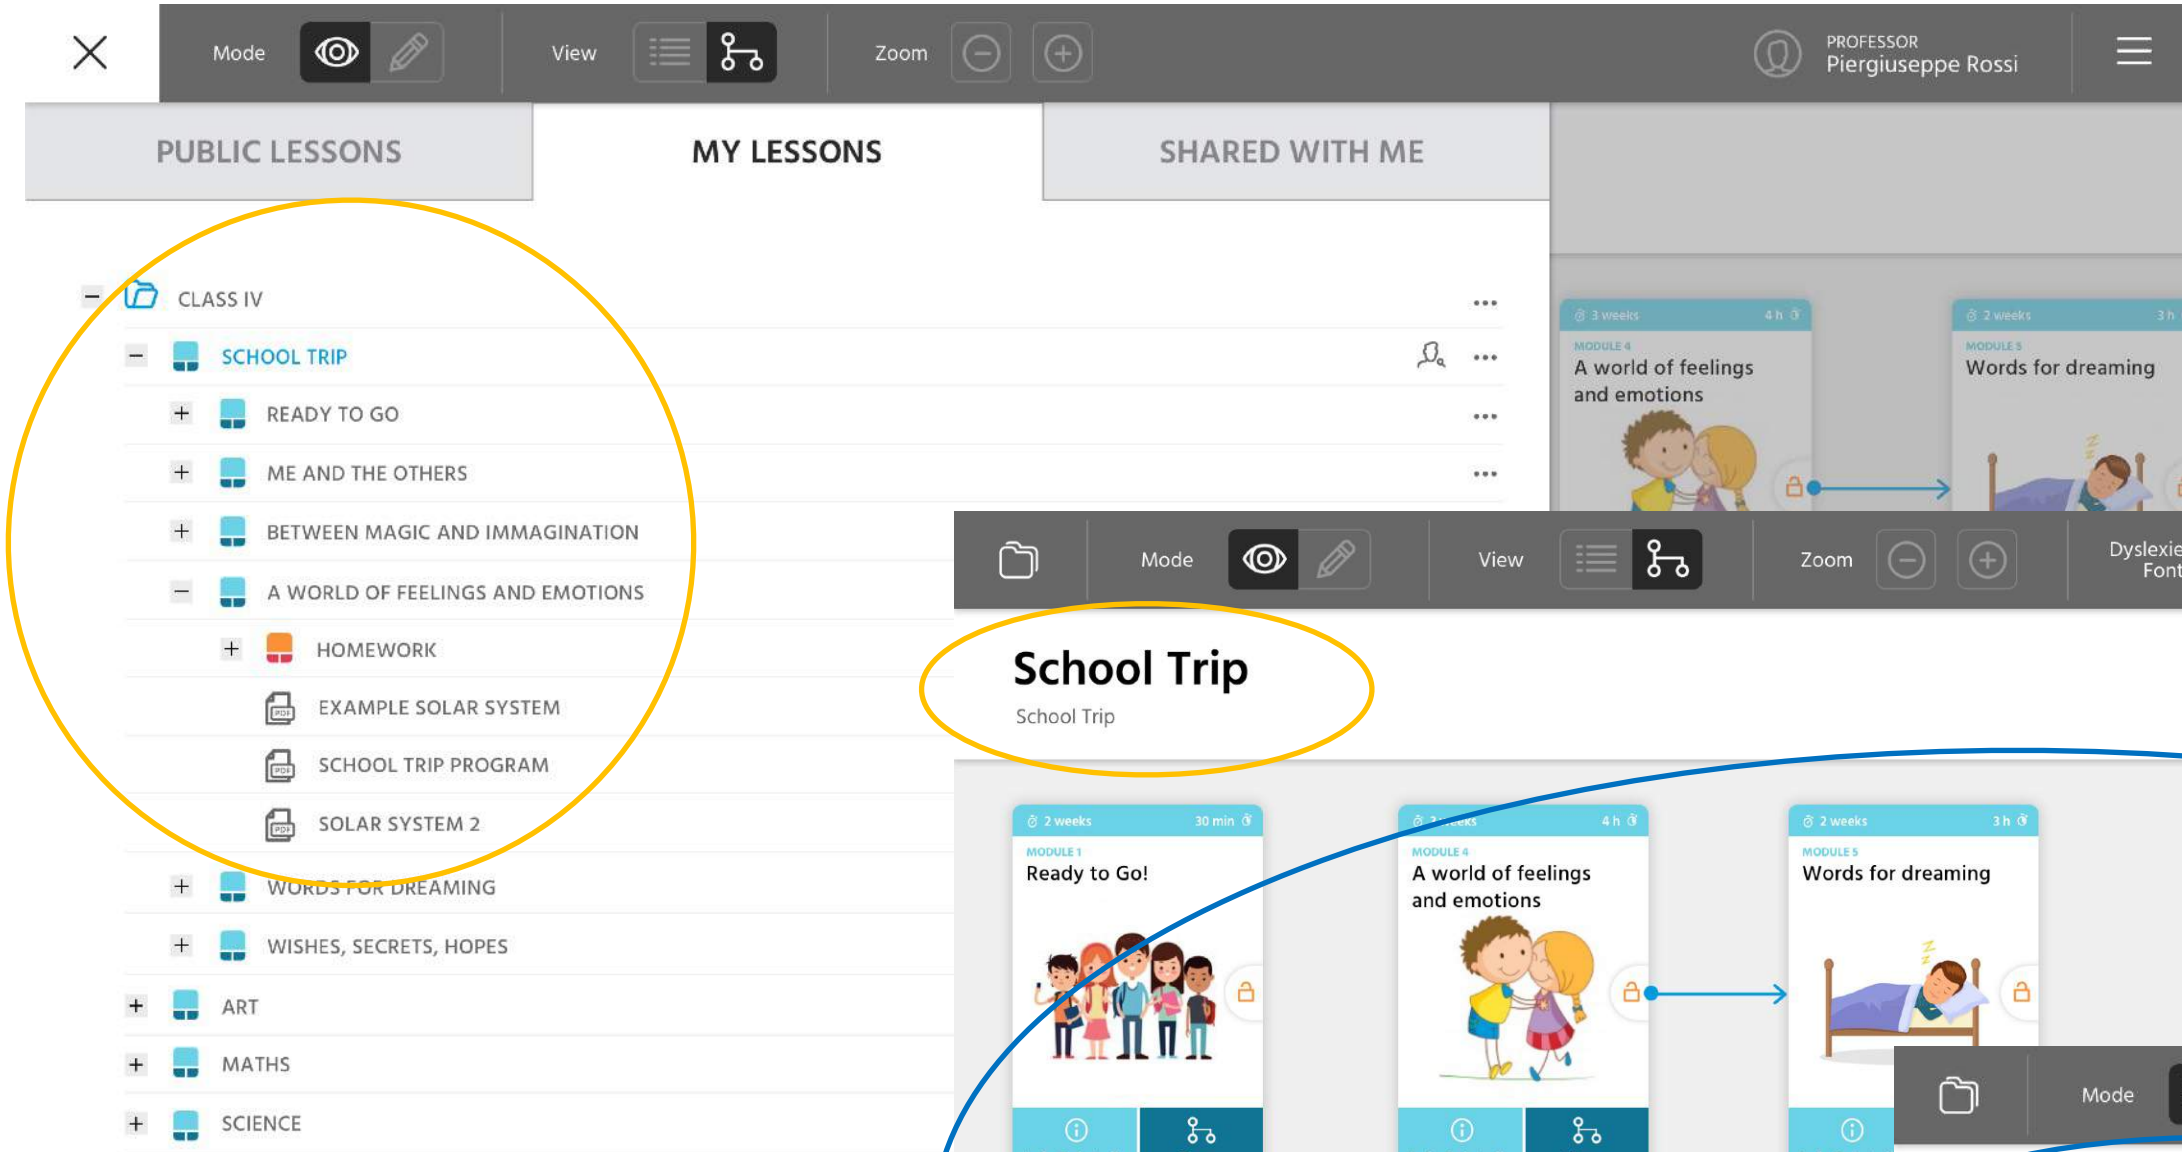 Mode
View
Zoom
PROFESSOR
Piergiuseppe Rossi
PUBLIC LESSONS
MY LESSONS
SHARED WITH ME
CLASS IV
SCHOOL TRIP
READY TO GO
ME AND THE OTHERS
BETWEEN MAGIC AND IMMAGINATION
A WORLD OF FEELINGS AND EMOTIONS
HOMEWORK
PDF
EXAMPLE SOLAR SYSTEM
PDF
SCHOOL TRIP PROGRAM
PDF
SOLAR SYSTEM 2
WORDS FOR DREAMING
WISHES, SECRETS, HOPES
ART
MATHS
SCIENCE
3 weeks 4 h
MODULE 4
A world of feelings
and emotions
2 weeks 3 h
MODULE 5
Words for dreaming
Mode
View
Zoom
Dyslexie
Font
School Trip
School Trip
2 weeks 30 min
MODULE 1
Ready to Go!
weeks 4 h
MODULE 4
A world of feelings
and emotions
2 weeks 3 h
MODULE 5
Words for dreaming
Mode